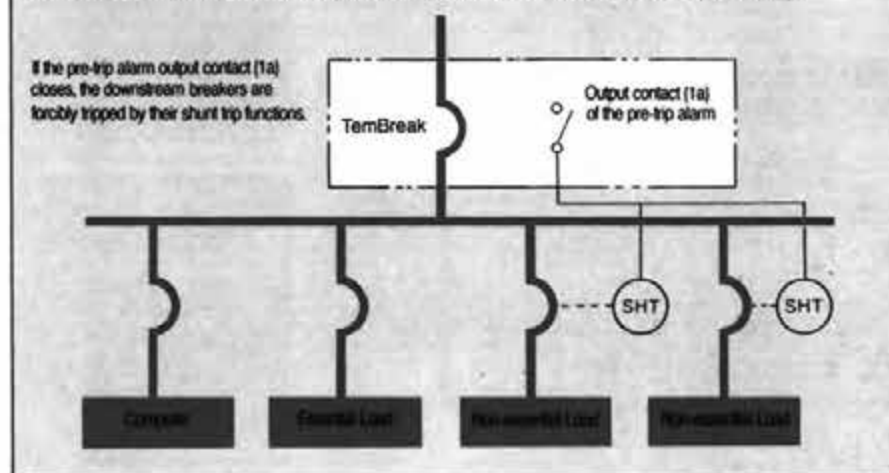 If the pre-trip alarm output contact (1a)
closes, the downstream breakers are
forcibly tripped by their shunt trip functions.
TemBreak
Output contact (1a)
of the pre-trip alarm
SHT
SHT
Computer
Essential Load
Non-essential Load
Non-essential Load